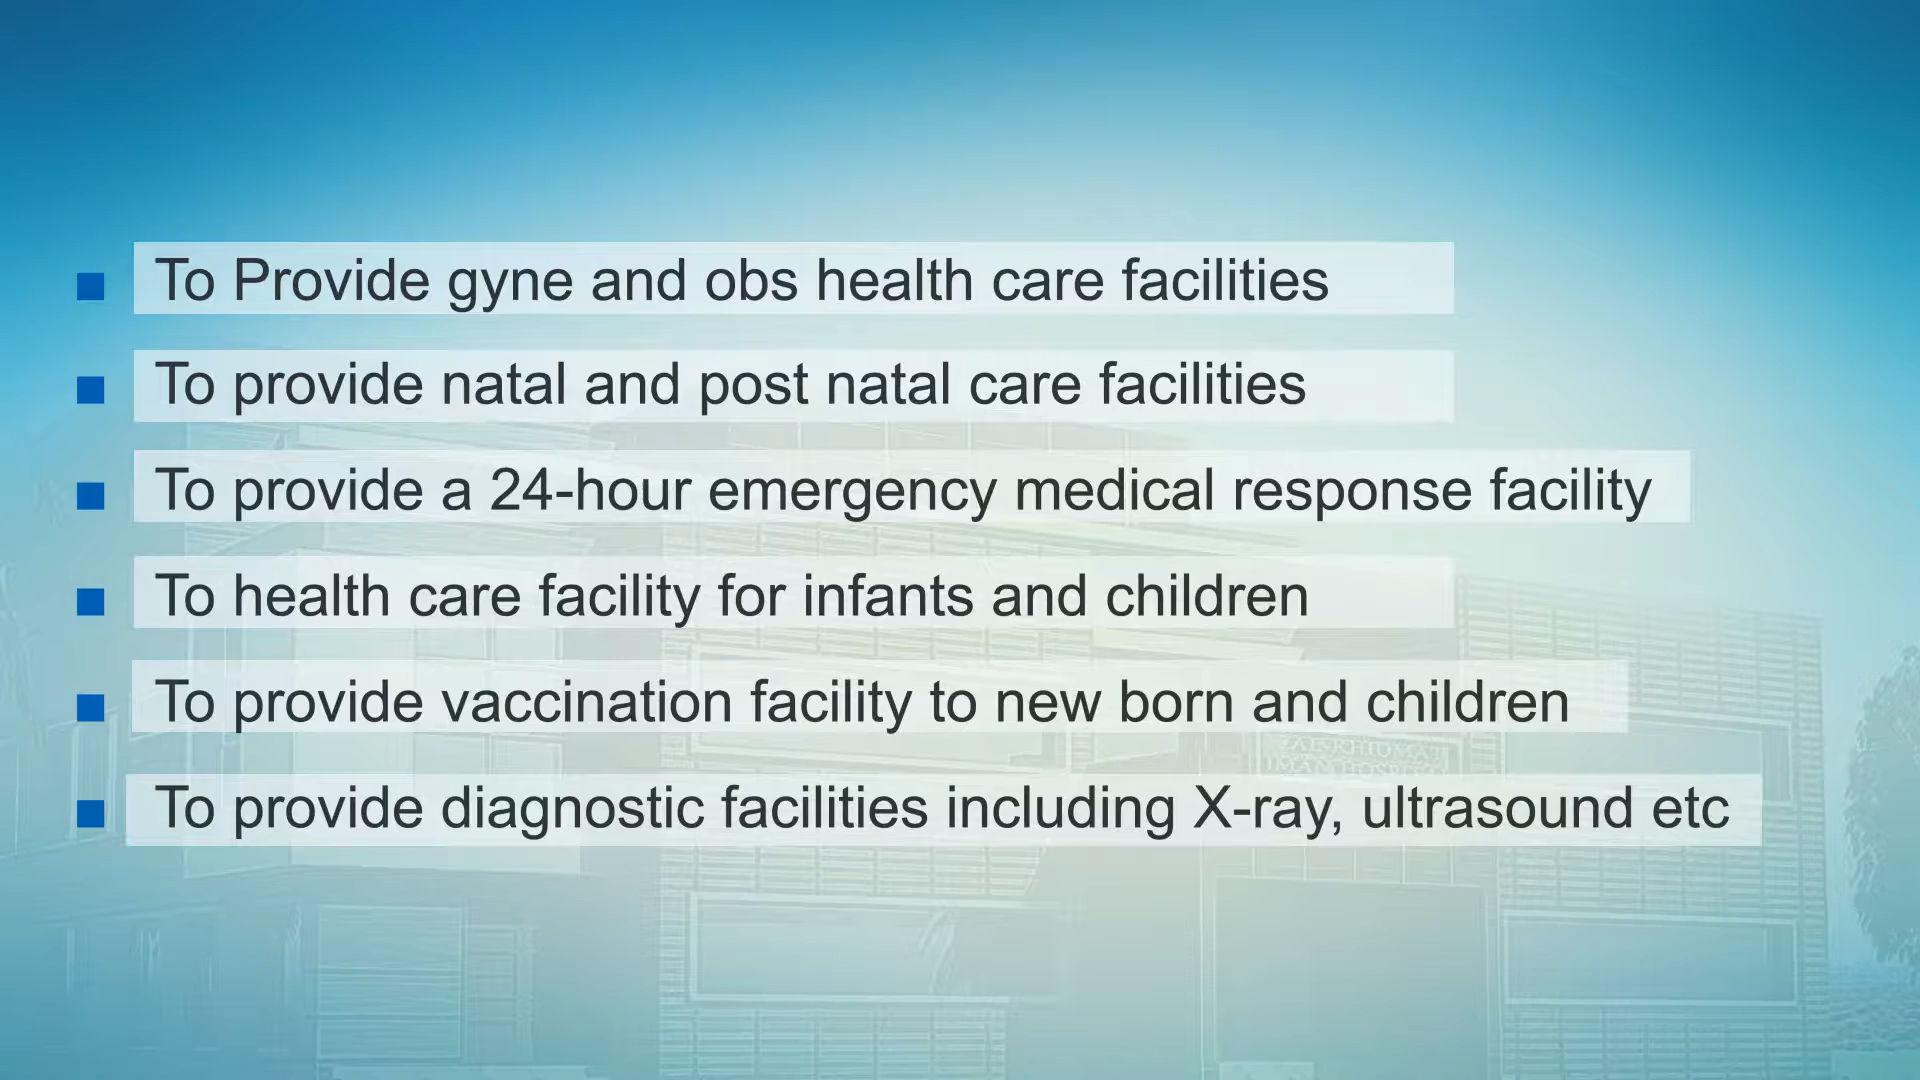 To Provide gyne and obs health care facilities
To provide natal and post natal care facilities
To provide a 24-hour emergency medical response facility
To health care facility for infants and children
To provide vaccination facility to new born and children
To provide diagnostic facilities including X-ray, ultrasound etc